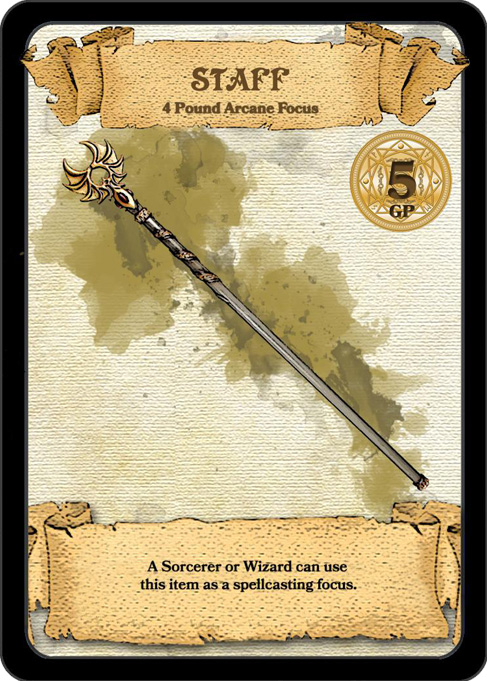 STAFF
4 Pound Arcane Focus
5
GP
A Sorcerer or Wizard can use
this item as a spellcasting focus.